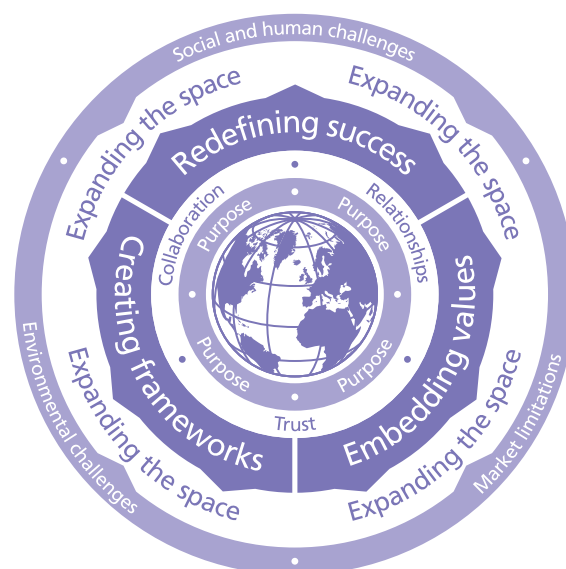 Social and human challenges
Expanding the space
Expanding the space
Redefining success
Collaboration
Relationships
Purpose
Purpose
Creating frameworks
Embedding values
Purpose
Purpose
Trust
Expanding the space
Expanding the space
Environmental challenges
Market limitations